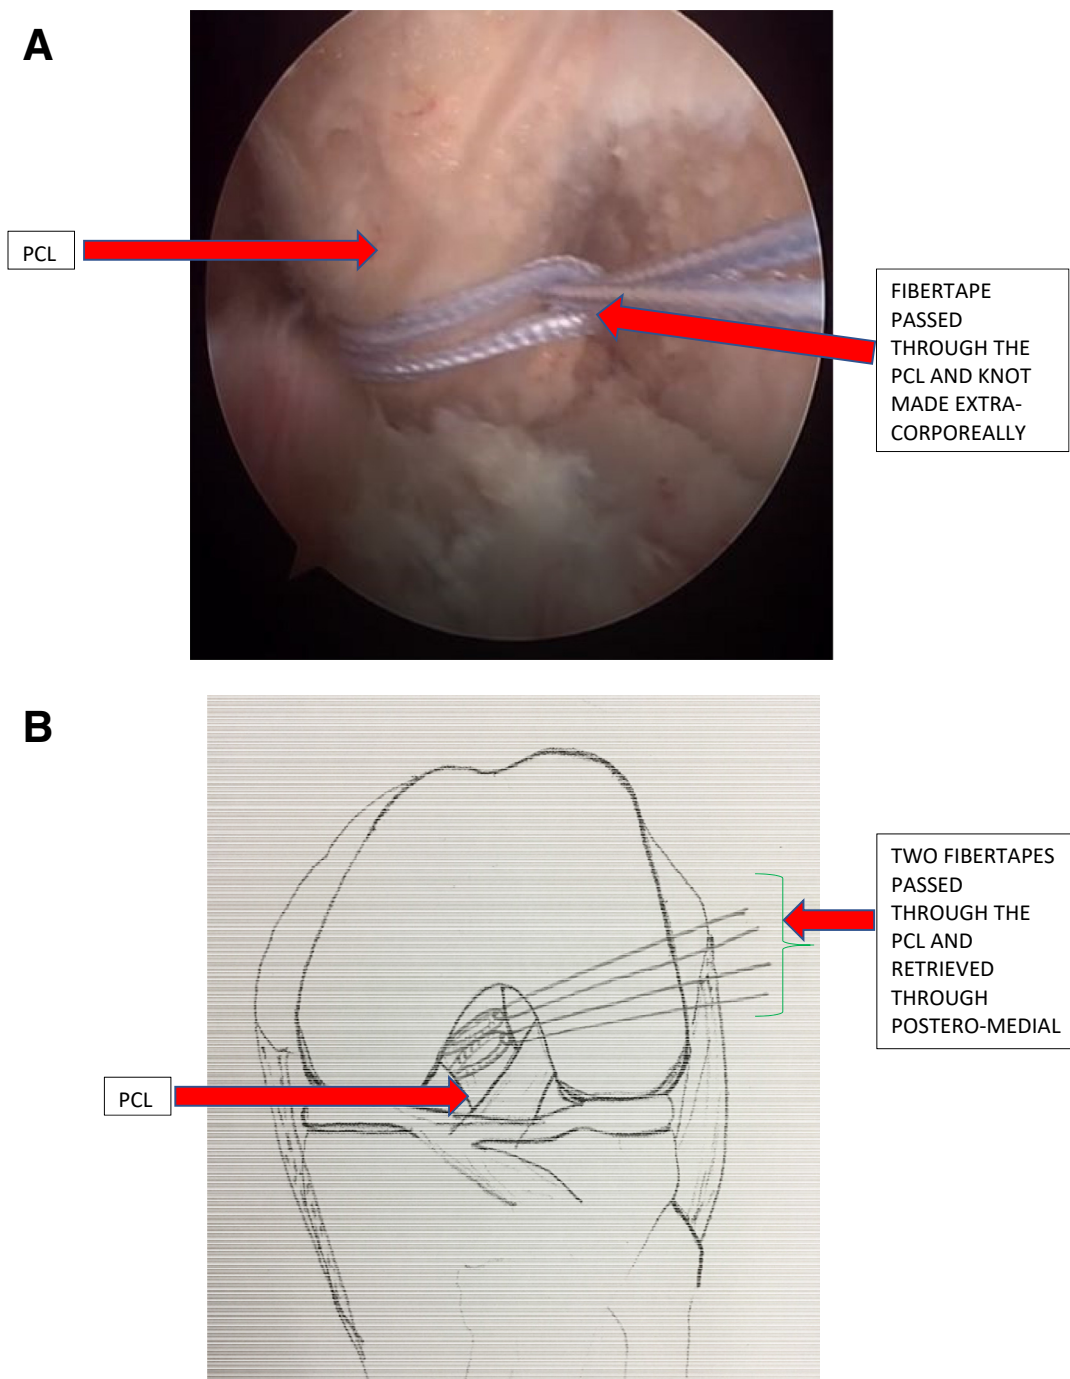 A
PCL
FIBERTAPE
PASSED
THROUGH THE
PCL AND KNOT
MADE EXTRA-
CORPOREALLY
B
TWO FIBERTAPES
PASSED
THROUGH THE
PCL AND
RETRIEVED
THROUGH
POSTERO-MEDIAL
PCL